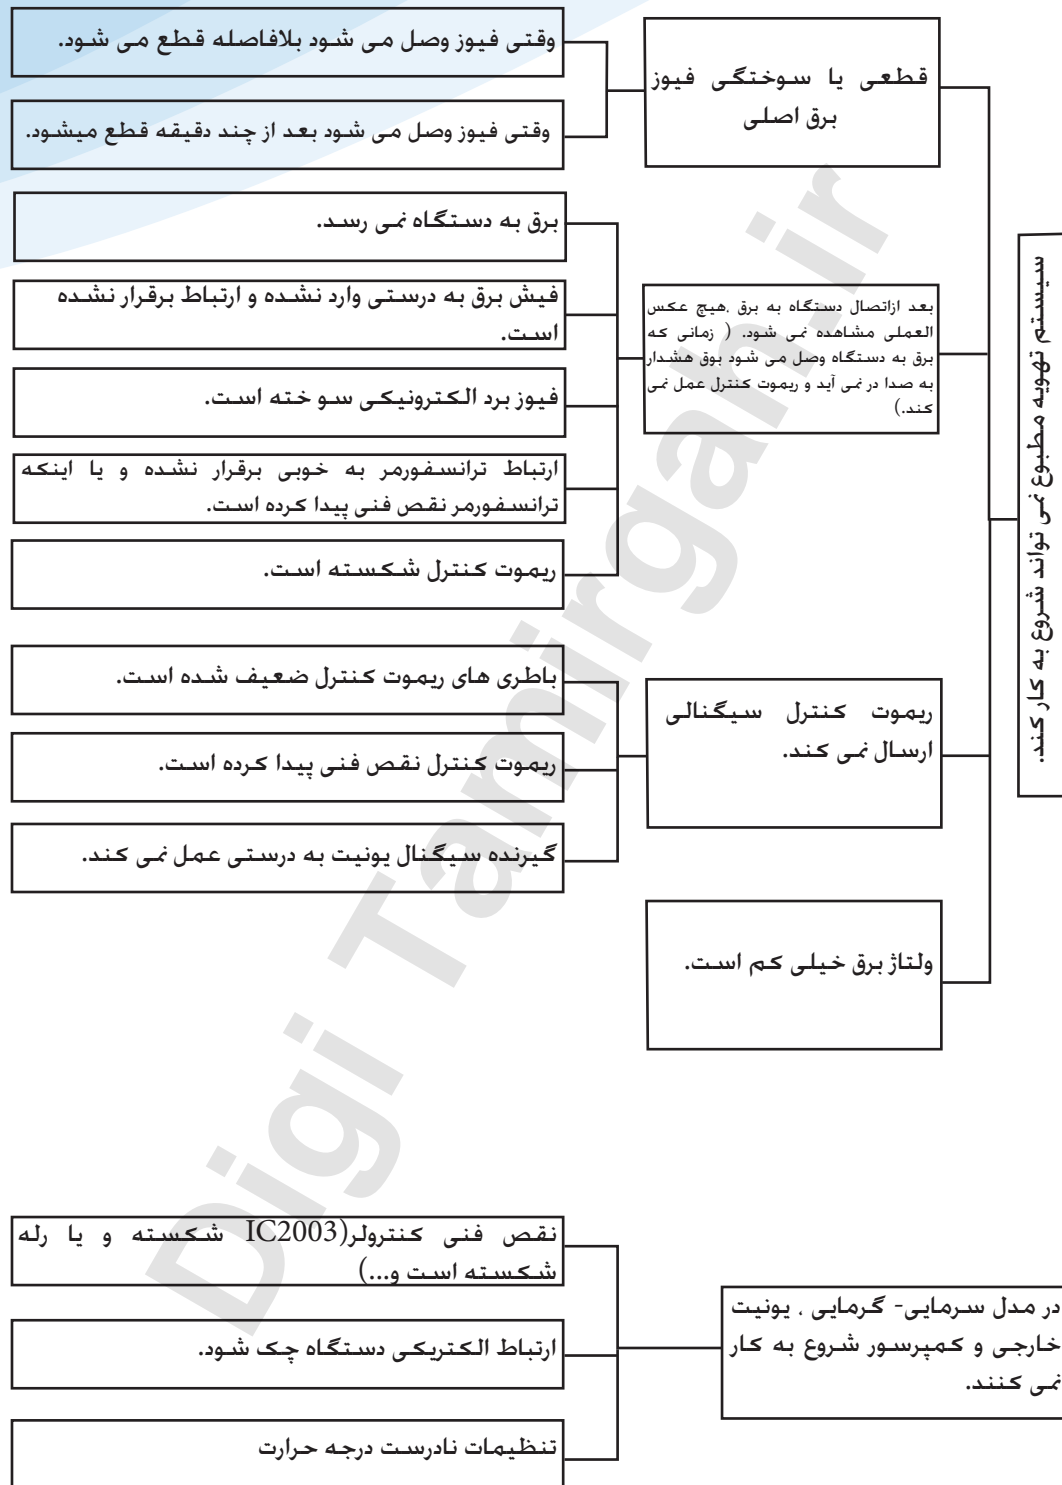 سیستم تهویه مطبوع نمی تواند شروع به کار کند.
قطعی یا سوختگی فیوز
برق اصلی
وقتی فیوز وصل می شود بلافاصله قطع می شود.
وقتی فیوز وصل می شود بعد از چند دقیقه قطع میشود.
بعد ازاتصال دستگاه به برق ,هیچ عکس
العملی مشاهده نمی شود. ( زمانی که
برق به دستگاه وصل می شود بوق هشدار
به صدا در نمی آید و ریموت کنترل عمل نمی
کند.)
برق به دستگاه نمی رسد.
فیش برق به درستی وارد نشده و ارتباط برقرار نشده
است.
فیوز برد الکترونیکی سو خته است.
ارتباط ترانسفورمر به خوبی برقرار نشده و یا اینکه
ترانسفورمر نقص فنی پیدا کرده است.
ریموت کنترل شکسته است.
ریموت کنترل سیگنالی
ارسال نمی کند.
باطری های ریموت کنترل ضعیف شده است.
ریموت کنترل نقص فنی پیدا کرده است.
گیرنده سیگنال یونیت به درستی عمل نمی کند.
ولتاژ برق خیلی کم است.
در مدل سرمایی- گرمایی , یونیت
خارجی و کمپرسور شروع به کار
نمی کنند.
نقص فنی کنترولر(IC2003 شکسته و یا رله
شکسته است و...)
ارتباط الکتریکی دستگاه چک شود.
تنظیمات نادرست درجه حرارت
Digi Tamirgah.ir